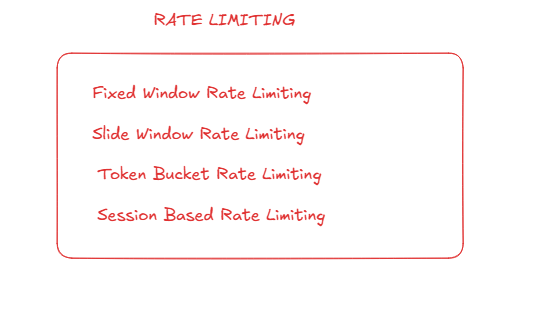 RATE LIMITING
Fixed Window Rate Limiting
Slide Window Rate Limiting
Token Bucket Rate Limiting
Session Based Rate Limiting